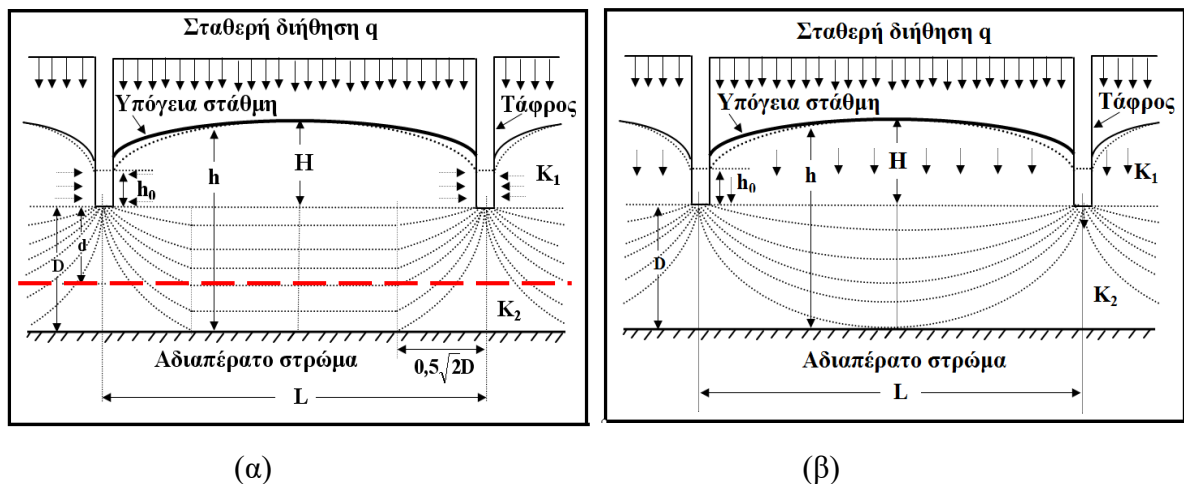 Σταθερή διήθηση q
Υπόγεια στάθμη
Τάφρος
H
h
h₀
K₁
D
d
K₂
Αδιαπέρατο στρώμα
0,5√2D
L
(α)
Σταθερή διήθηση q
Υπόγεια στάθμη
Τάφρος
H
h
h₀
K₁
D
K₂
Αδιαπέρατο στρώμα
L
(β)